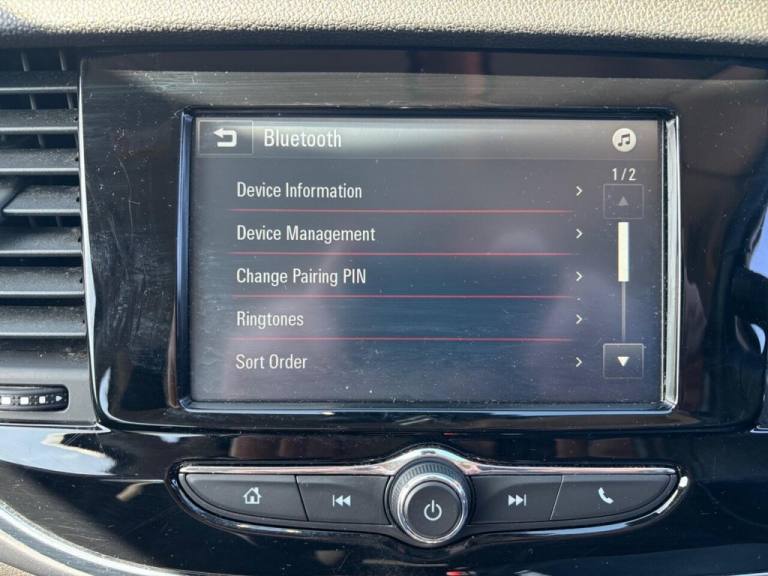 Bluetooth
1/2
Device Information
Device Management
Change Pairing PIN
Ringtones
Sort Order